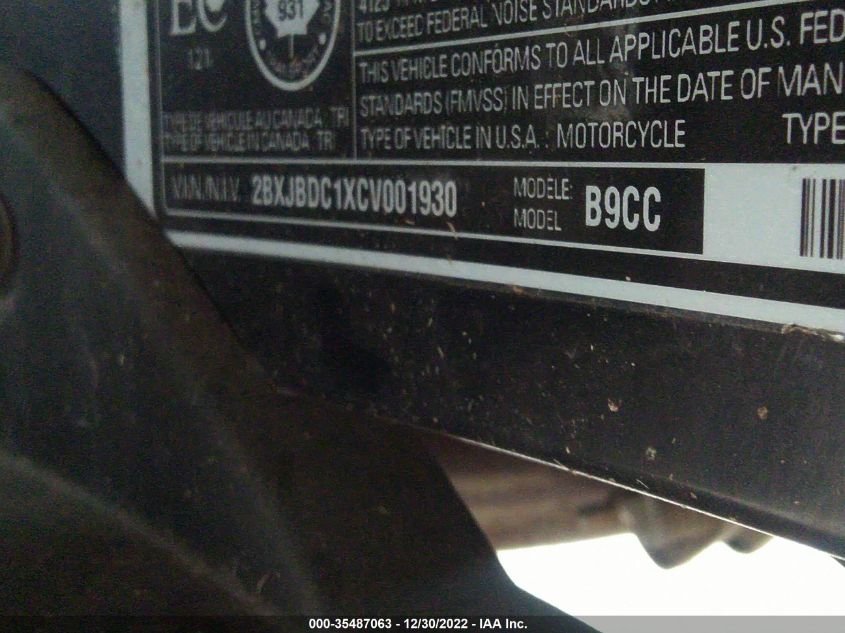 EC
121
931
TO EXCEED FEDERAL NOISE STANDARDS
THIS VEHICLE CONFORMS TO ALL APPLICABLE U.S. FED
STANDARDS (FMVSS) IN EFFECT ON THE DATE OF MAN
TYPE OF VEHICLE IN U.S.A. : MOTORCYCLE TYPE
TYPE DE VEHICULE AU CANADA TRI
TYPE OF VEHICLE IN CANADA TRI
V.I.N./N.I.V. 2BXJBDC1XCV001930
MODÈLE:
MODEL B9CC
000-35487063 - 12/30/2022 - IAA Inc.